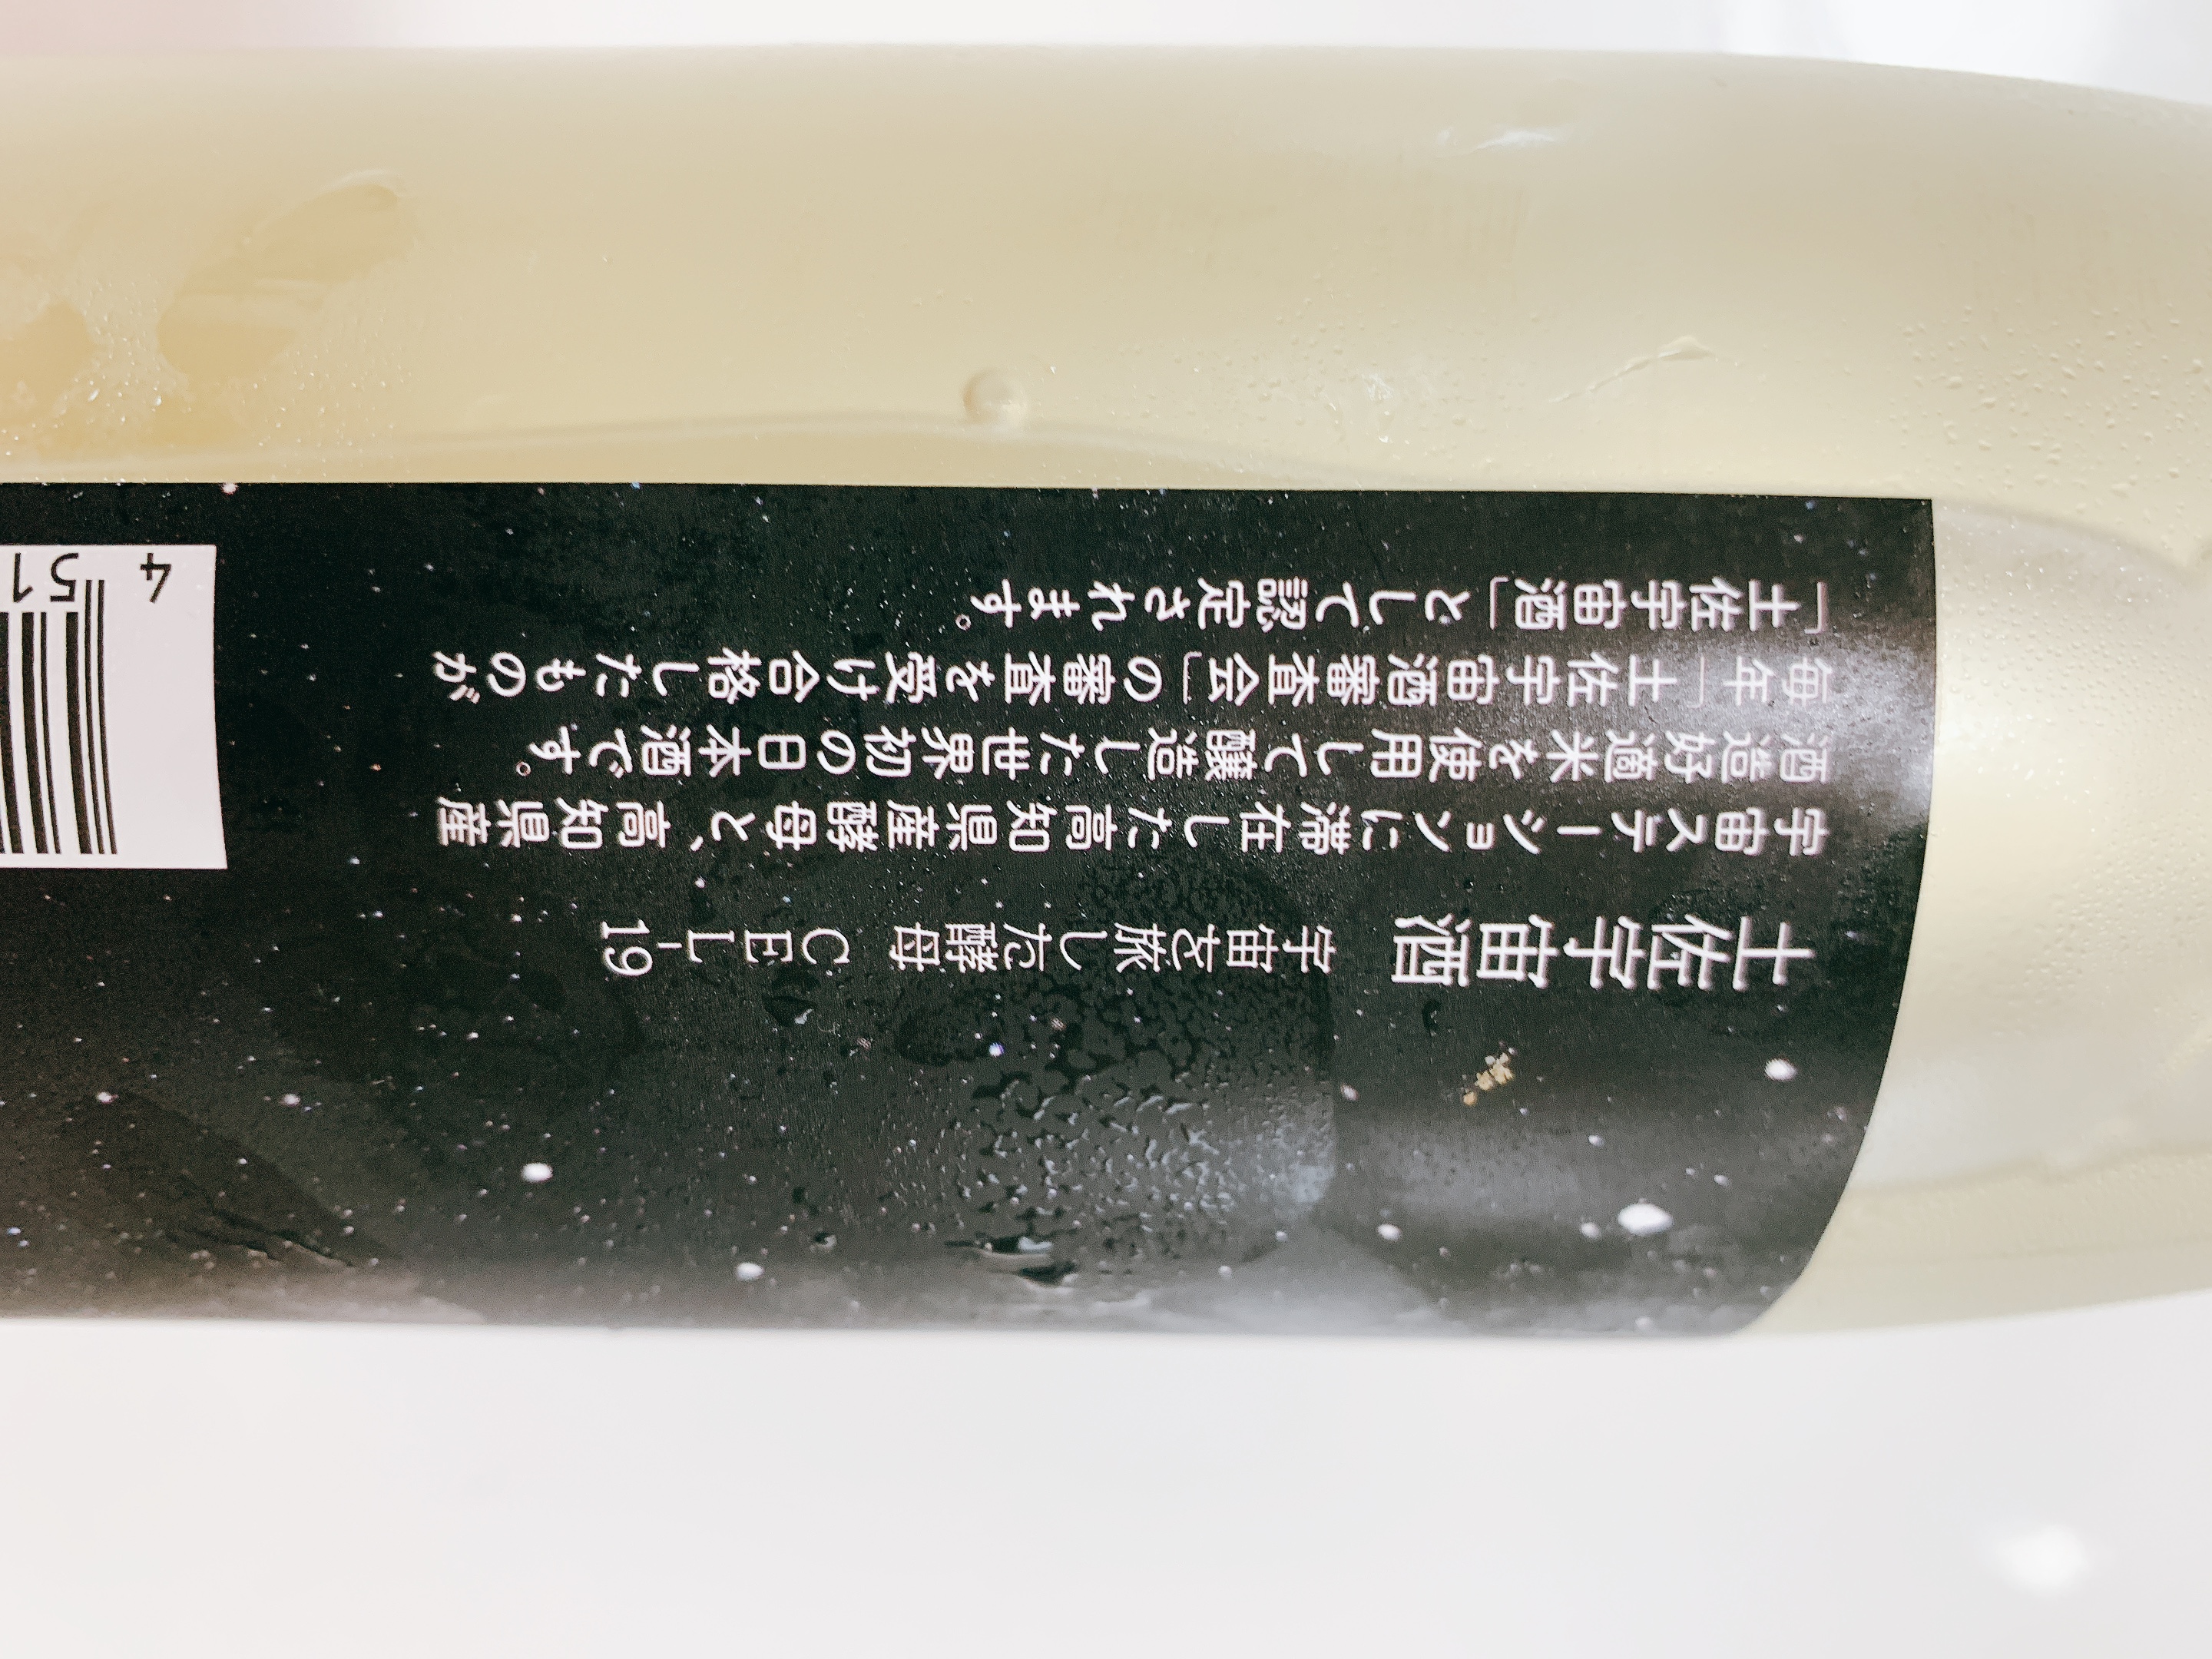 土佐宇宙酒 宇宙を旅した酵母 CEL-19
宇宙ステーションに滞在した高知県産酵母と、高知県産
酒造好適米を使用して醸造した世界初の日本酒です。
毎年「土佐宇宙酒審査会」の審査を受け合格したものが
「土佐宇宙酒」として認定されます。
4 51